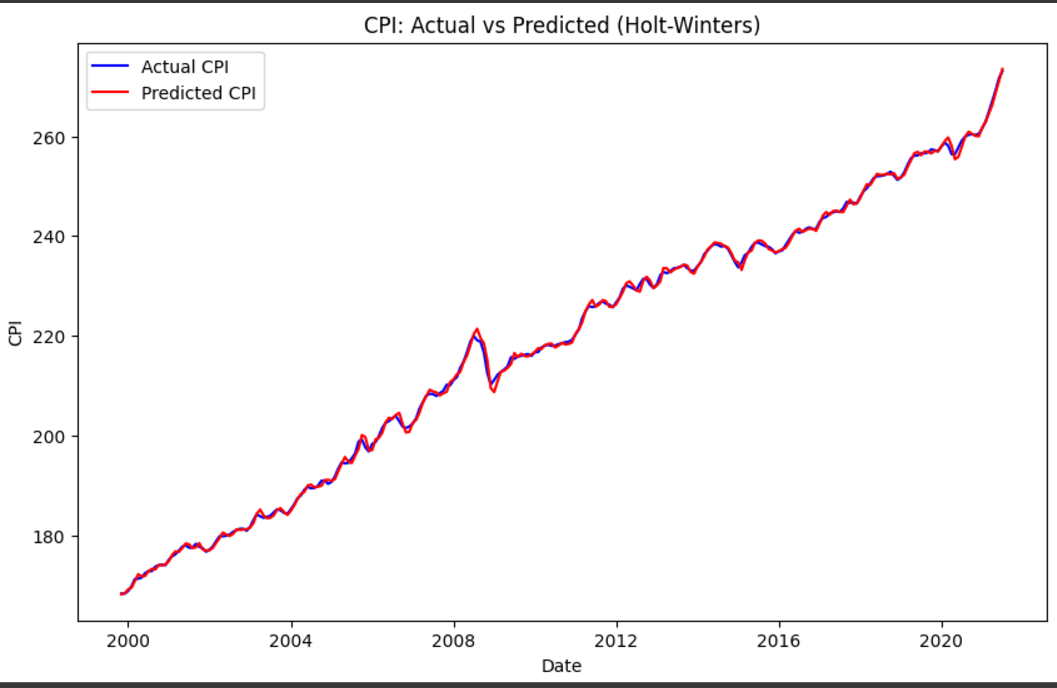 CPI: Actual vs Predicted (Holt-Winters)
Actual CPI
Predicted CPI
260
240
220
200
180
CPI
2000 2004 2008 2012 2016 2020
Date